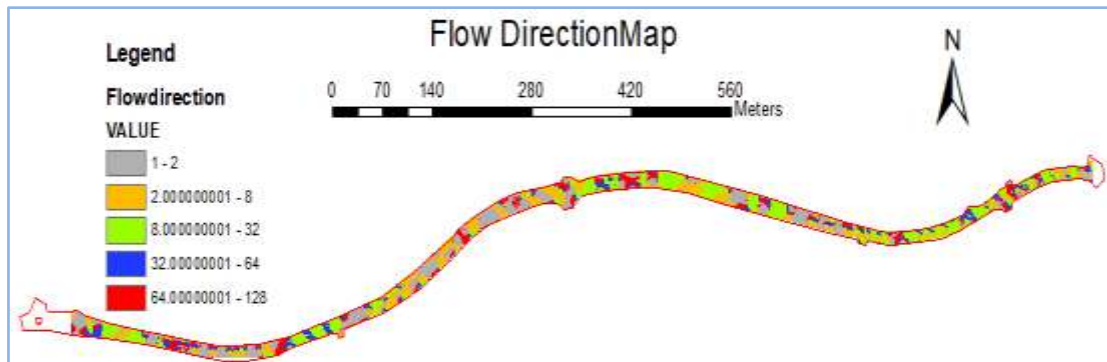 Flow DirectionMap
N
Legend
Flowdirection
VALUE
1 - 2
2.000000001 - 8
8.000000001 - 32
32.00000001 - 64
64.00000001 - 128
0 70 140 280 420 560
Meters